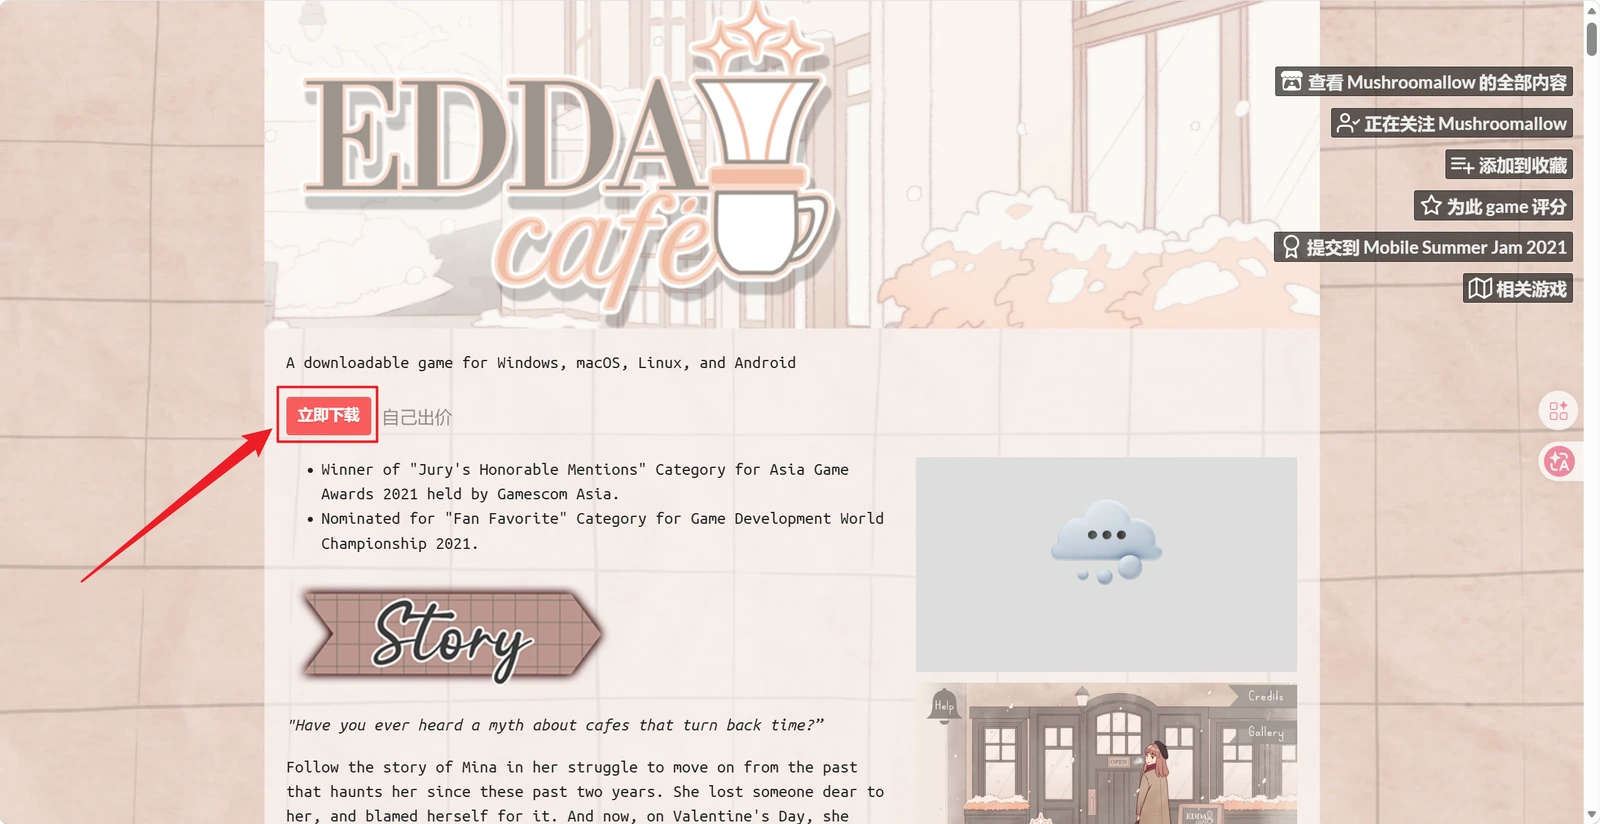 EDDA
café
查看 Mushroomallow 的全部内容
正在关注 Mushroomallow
添加到收藏
为此 game 评分
提交到 Mobile Summer Jam 2021
相关游戏
A downloadable game for Windows, macOS, Linux, and Android
立即下载 自己出价
• Winner of "Jury's Honorable Mentions" Category for Asia Game
Awards 2021 held by Gamescom Asia.
• Nominated for "Fan Favorite" Category for Game Development World
Championship 2021.
Story
"Have you ever heard a myth about cafes that turn back time?”
Follow the story of Mina in her struggle to move on from the past
that haunts her since these past two years. She lost someone dear to
her, and blamed herself for it. And now, on Valentine's Day, she
Help
Credits
Gallery
OPEN
EDDA